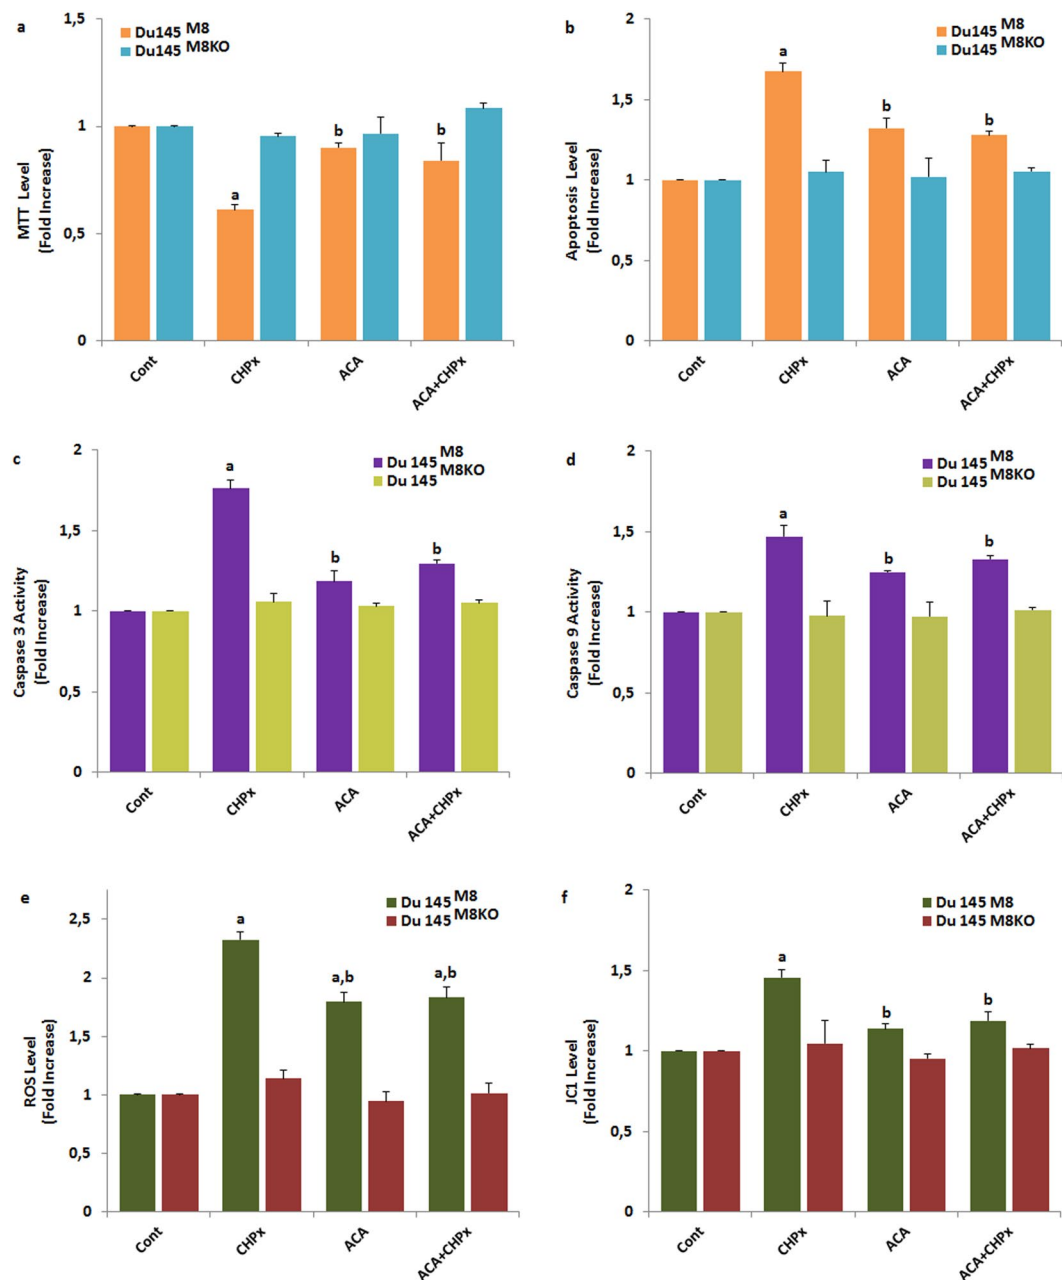 a
1,5
Du145 M8
Du145 M8KO
1
b
b
a
0,5
0
MTT Level
(Fold Increase)
Cont
CHPx
ACA
ACA+CHPx
b
2
Du145 M8
Du145 M8KO
a
1,5
b
b
1
0,5
0
Apoptosis Level
(Fold Increase)
Cont
CHPx
ACA
ACA+CHPx
c
2
Du 145 M8
Du 145 M8KO
a
1,5
b
b
1
0,5
0
Caspase 3 Activity
(Fold Increase)
Cont
CHPx
ACA
ACA+CHPx
d
2
Du 145 M8
Du 145 M8KO
a
1,5
b
b
1
0,5
0
Caspase 9 Activity
(Fold Increase)
Cont
CHPx
ACA
ACA+CHPx
e
Du 145 M8
Du 145 M8KO
2,5
a
2
a,b
a,b
1,5
1
0,5
0
ROS Level
(Fold Increase)
Cont
CHPx
ACA
ACA+CHPx
f
2
Du 145 M8
Du 145 M8KO
a
1,5
b
b
1
0,5
0
JC1 Level
(Fold Increase)
Cont
CHPx
ACA
ACA+CHPx